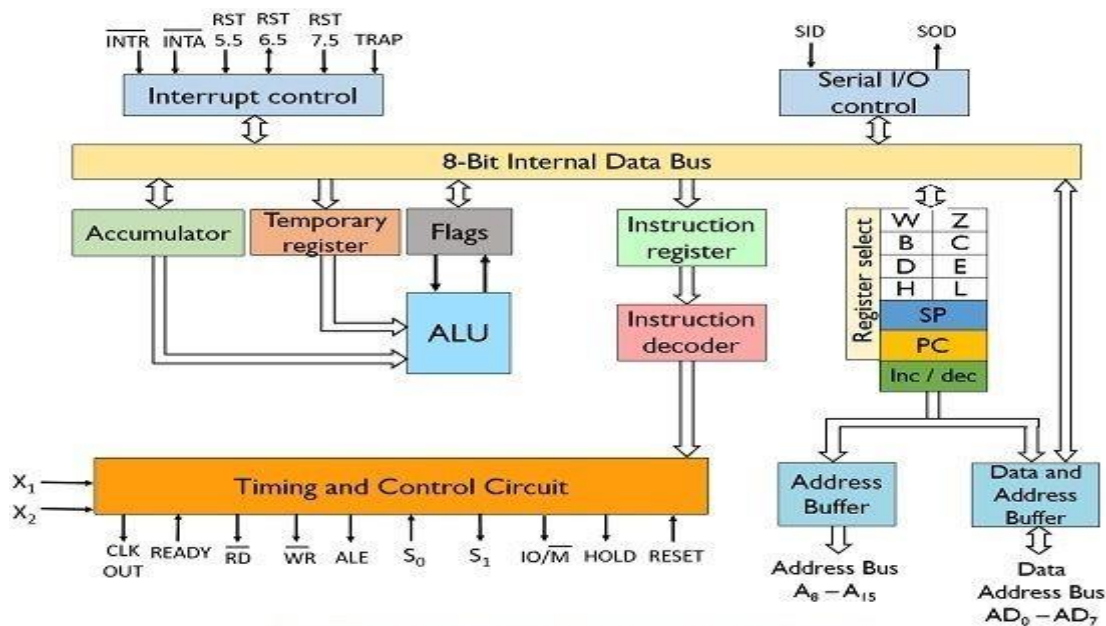 RST RST RST
INTR INTA 5.5 6.5 7.5 TRAP
SID SOD
Interrupt control
Serial I/O
control
8-Bit Internal Data Bus
Accumulator
Temporary
register
Flags
Instruction
register
Register select
W Z
B C
D E
H L
SP
PC
Inc / dec
ALU
Instruction
decoder
X₁
X₂
Timing and Control Circuit
Address
Buffer
Data and
Address
Buffer
CLK
OUT
READY
RD
WR
ALE
S₀
S₁
IO/M
HOLD
RESET
Address Bus
A₈ – A₁₅
Data
Address Bus
AD₀ – AD₇